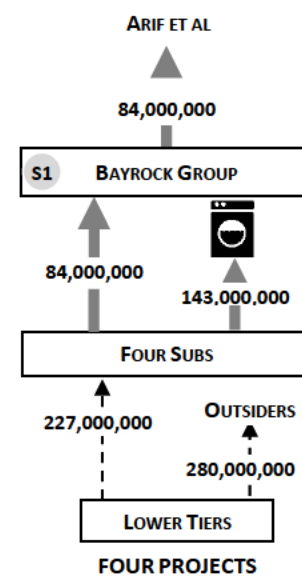 ARIF ET AL
84,000,000
S1 BAYROCK GROUP
84,000,000 143,000,000
FOUR SUBS
227,000,000 OUTSIDERS
280,000,000
LOWER TIERS
FOUR PROJECTS